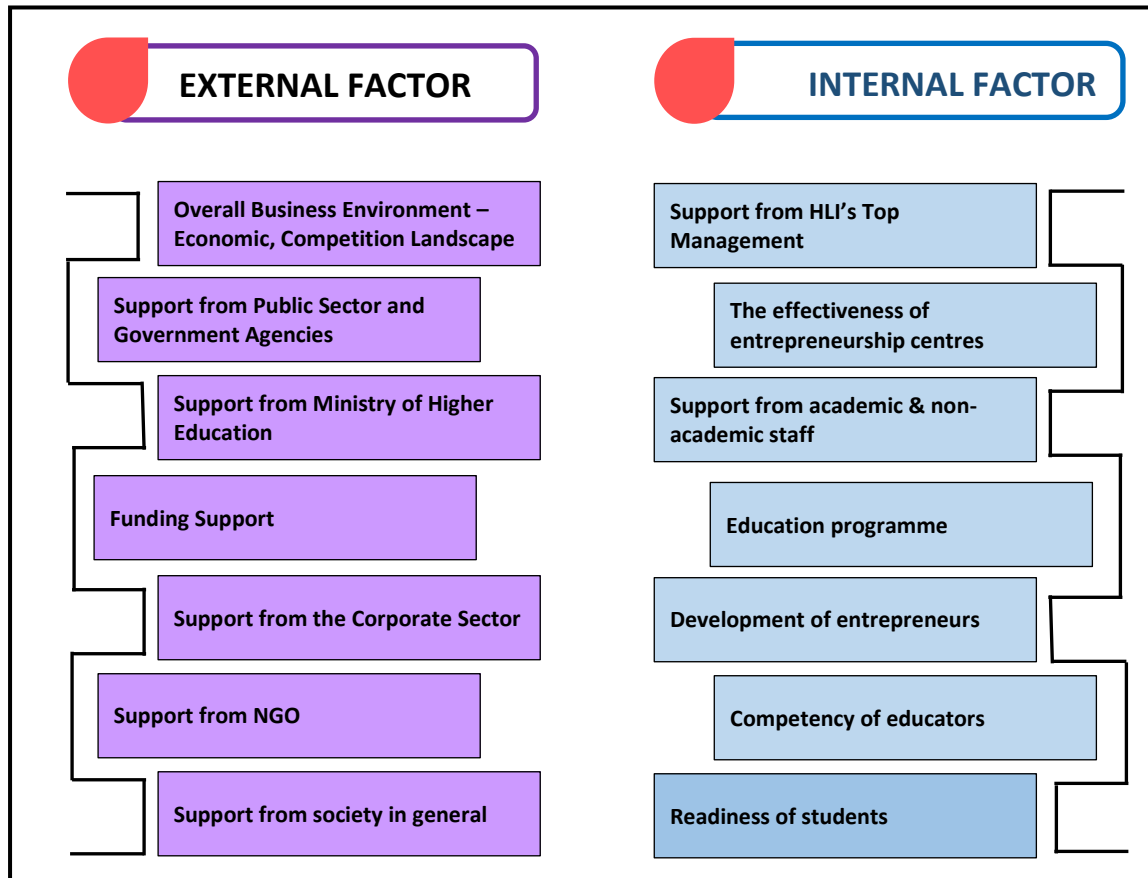 EXTERNAL FACTOR
Overall Business Environment –
Economic, Competition Landscape
Support from Public Sector and
Government Agencies
Support from Ministry of Higher
Education
Funding Support
Support from the Corporate Sector
Support from NGO
Support from society in general
INTERNAL FACTOR
Support from HLI’s Top
Management
The effectiveness of
entrepreneurship centres
Support from academic & non-
academic staff
Education programme
Development of entrepreneurs
Competency of educators
Readiness of students